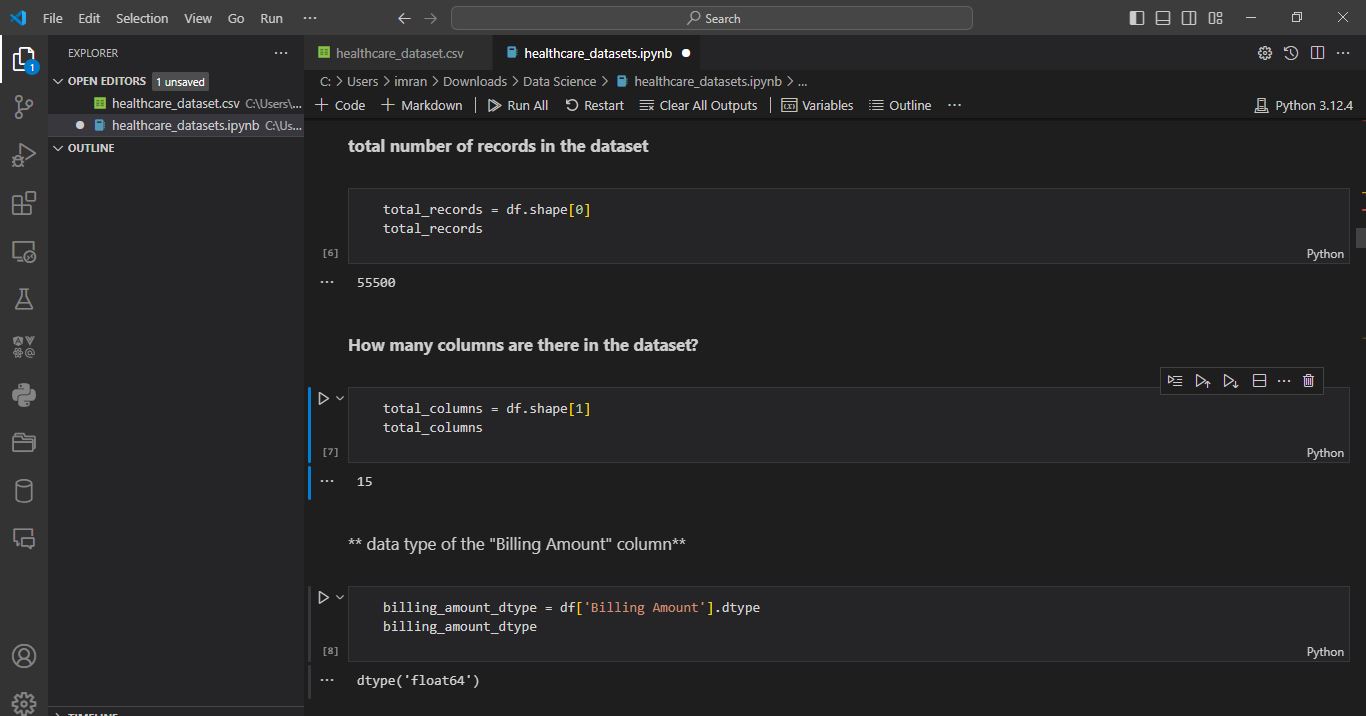 File Edit Selection View Go Run ··· Search
EXPLORER ···
OPEN EDITORS 1 unsaved
healthcare_dataset.csv C:\Users\...
healthcare_datasets.ipynb C:\Us...
OUTLINE
TIMELINE
1
healthcare_dataset.csv healthcare_datasets.ipynb
C: > Users > imran > Downloads > Data Science > healthcare_datasets.ipynb > ...
+ Code + Markdown | Run All Restart Clear All Outputs | Variables Outline ··· Python 3.12.4
total number of records in the dataset
total_records = df.shape[0]
total_records
[6] Python
··· 55500
How many columns are there in the dataset?
total_columns = df.shape[1]
total_columns
[7] Python
··· 15
** data type of the "Billing Amount" column**
billing_amount_dtype = df['Billing Amount'].dtype
billing_amount_dtype
[8] Python
··· dtype('float64')